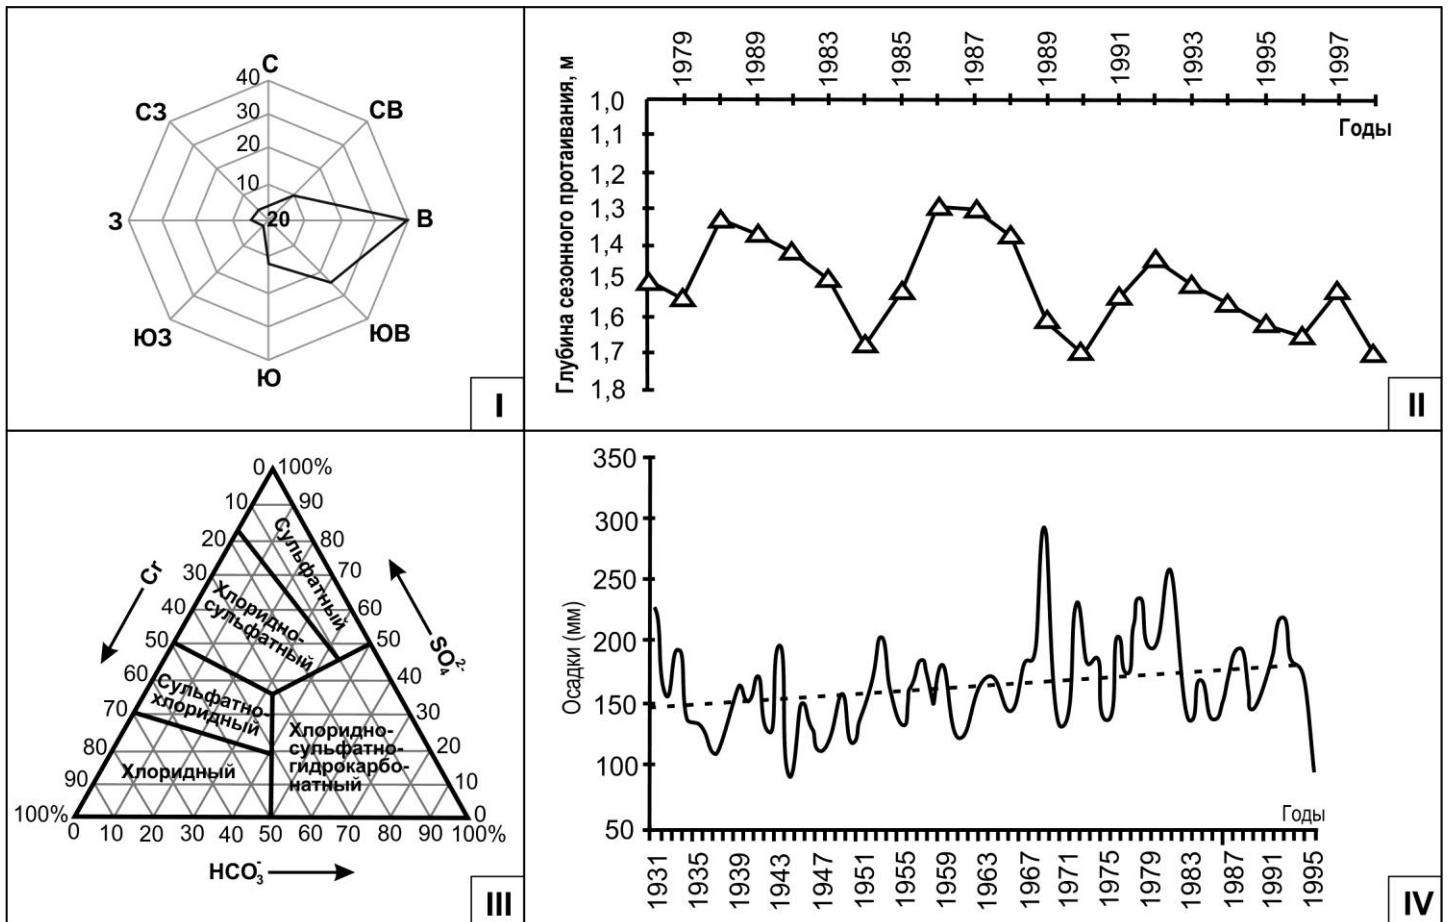 С
40
30
20
10
СЗ
СВ
З
20
В
ЮЗ
ЮВ
Ю
I
1979
1989
1983
1985
1987
1989
1991
1993
1995
1997
Глубина сезонного протаивания, м
1,0
1,1
1,2
1,3
1,4
1,5
1,6
1,7
1,8
Годы
II
0 100%
10 90
20 80
30 70
40 60
50 50
60 40
70 30
80 20
90 10
100% 0
0 10 20 30 40 50 60 70 80 90 100%
Cr
SO₄²⁻
HCO₃⁻
Сульфатный
Хлоридно-
сульфатный
Сульфатно-
хлоридный
Хлоридный
Хлоридно-
сульфатно-
гидрокарбо-
натный
III
Осадки (мм)
350
300
250
200
150
100
50
Годы
1931
1935
1939
1943
1947
1951
1955
1959
1963
1967
1971
1975
1979
1983
1987
1991
1995
IV